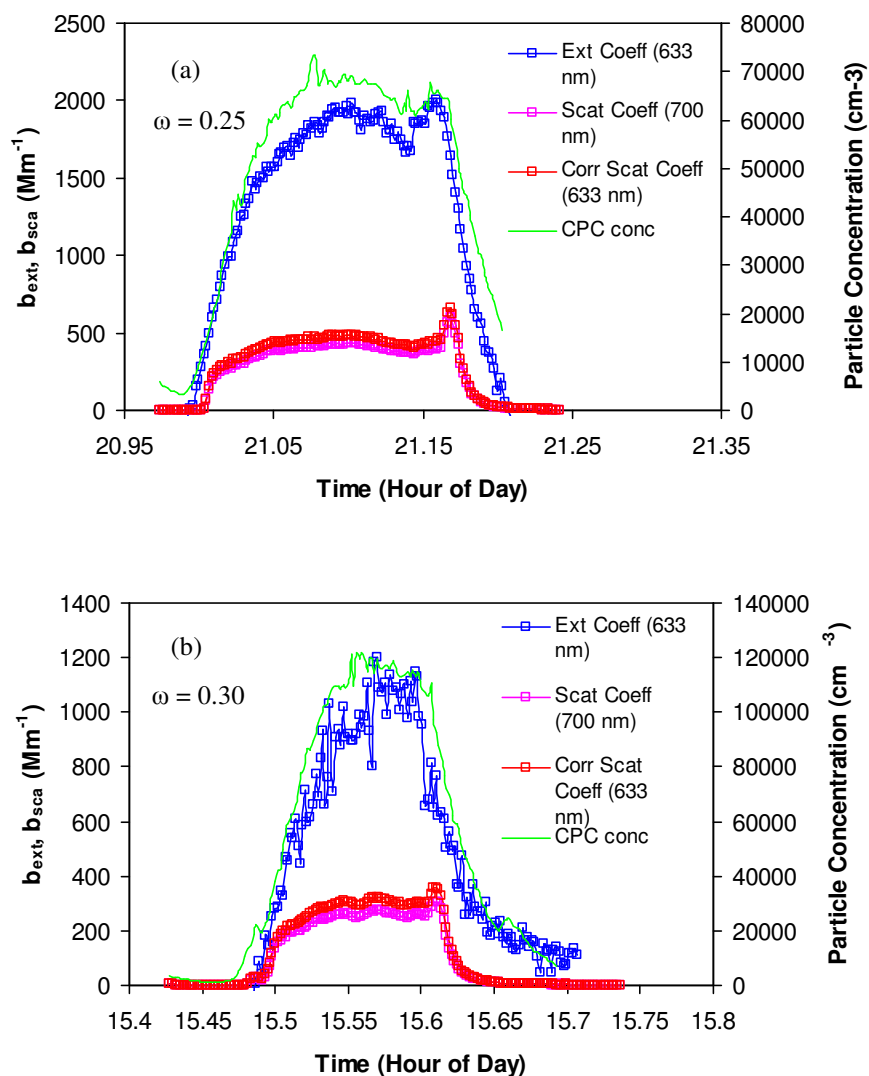 2500
2000
1500
1000
500
0
b_ext, b_sca (Mm^-1)
(a)
ω = 0.25
Ext Coeff (633
nm)
Scat Coeff (700
nm)
Corr Scat Coeff
(633 nm)
CPC conc
80000
70000
60000
50000
40000
30000
20000
10000
0
Particle Concentration (cm-3)
20.95 21.05 21.15 21.25 21.35
Time (Hour of Day)
1400
1200
1000
800
600
400
200
0
b_ext, b_sca (Mm^-1)
(b)
ω = 0.30
Ext Coeff (633
nm)
Scat Coeff
(700 nm)
Corr Scat
Coeff (633
nm)
CPC conc
140000
120000
100000
80000
60000
40000
20000
0
Particle Concentration (cm^-3)
15.4 15.45 15.5 15.55 15.6 15.65 15.7 15.75 15.8
Time (Hour of Day)